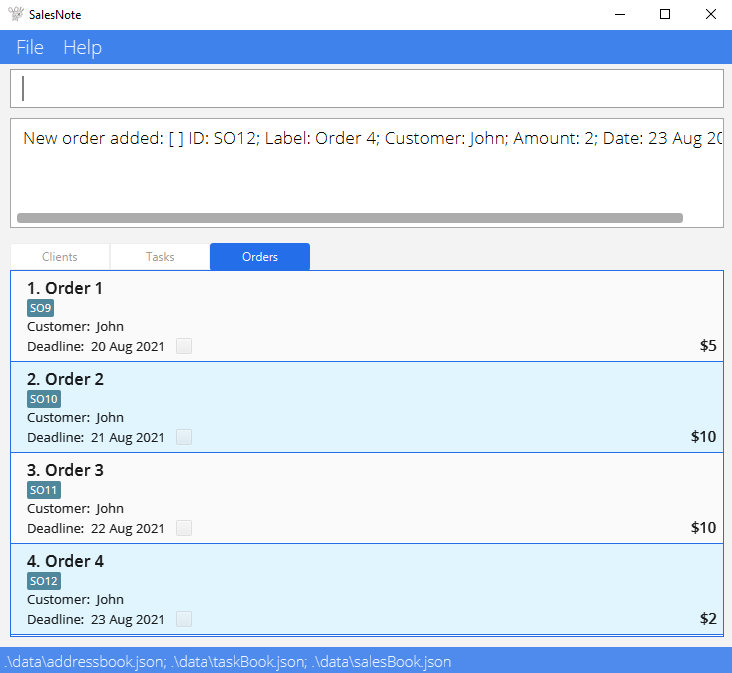 SalesNote
File Help
New order added: [ ] ID: SO12; Label: Order 4; Customer: John; Amount: 2; Date: 23 Aug 20
Clients Tasks Orders
1. Order 1
SO9
Customer: John
Deadline: 20 Aug 2021
$5
2. Order 2
SO10
Customer: John
Deadline: 21 Aug 2021
$10
3. Order 3
SO11
Customer: John
Deadline: 22 Aug 2021
$10
4. Order 4
SO12
Customer: John
Deadline: 23 Aug 2021
$2
.\data\addressbook.json; .\data\taskBook.json; .\data\salesBook.json